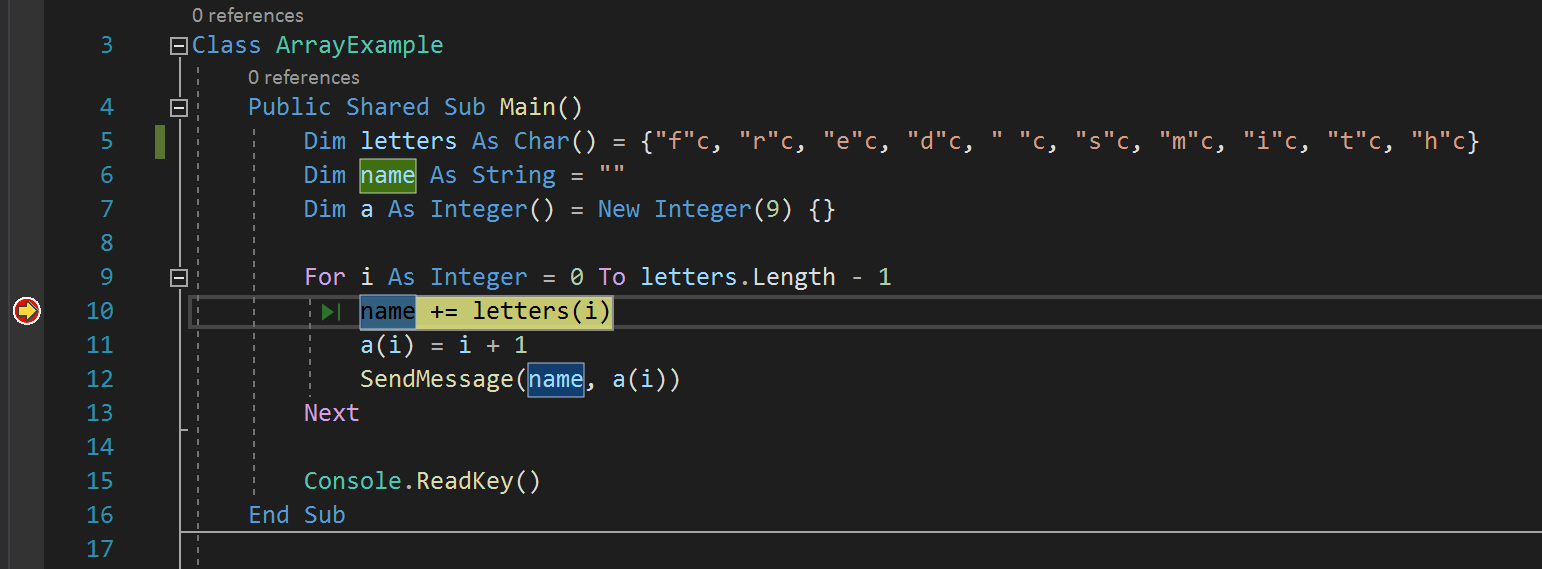 0 references
3 Class ArrayExample
0 references
4 Public Shared Sub Main()
5 Dim letters As Char() = {"f"c, "r"c, "e"c, "d"c, " "c, "s"c, "m"c, "i"c, "t"c, "h"c}
6 Dim name As String = ""
7 Dim a As Integer() = New Integer(9) {}
8
9 For i As Integer = 0 To letters.Length - 1
10 name += letters(i)
11 a(i) = i + 1
12 SendMessage(name, a(i))
13 Next
14
15 Console.ReadKey()
16 End Sub
17